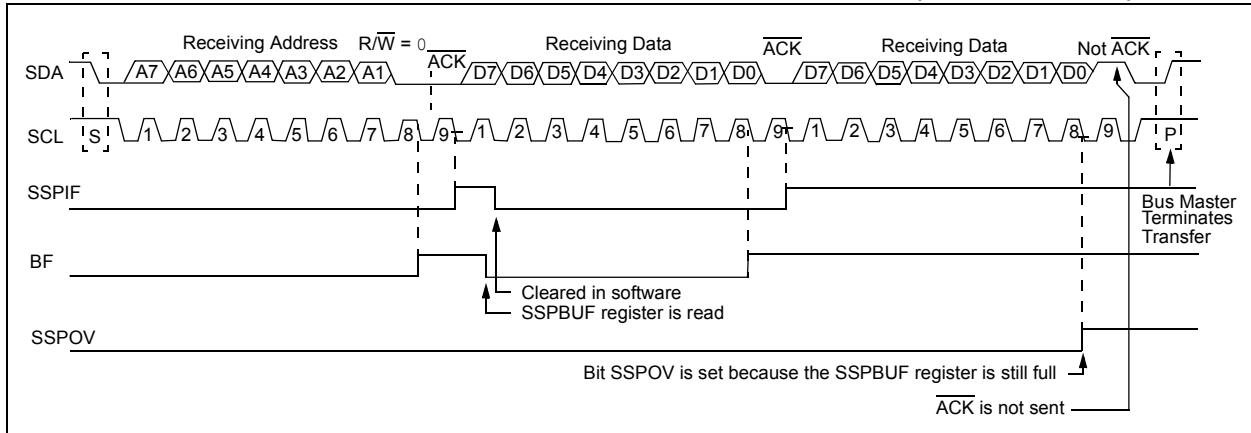 Receiving Address R/W̅ = 0 A̅C̅K̅ Receiving Data A̅C̅K̅ Receiving Data Not A̅C̅K̅
SDA A7 A6 A5 A4 A3 A2 A1 D7 D6 D5 D4 D3 D2 D1 D0 D7 D6 D5 D4 D3 D2 D1 D0
SCL S 1 2 3 4 5 6 7 8 9 1 2 3 4 5 6 7 8 9 1 2 3 4 5 6 7 8 9 P
SSPIF
Bus Master
Terminates
Transfer
BF
Cleared in software
SSPBUF register is read
SSPOV
Bit SSPOV is set because the SSPBUF register is still full
A̅C̅K̅ is not sent